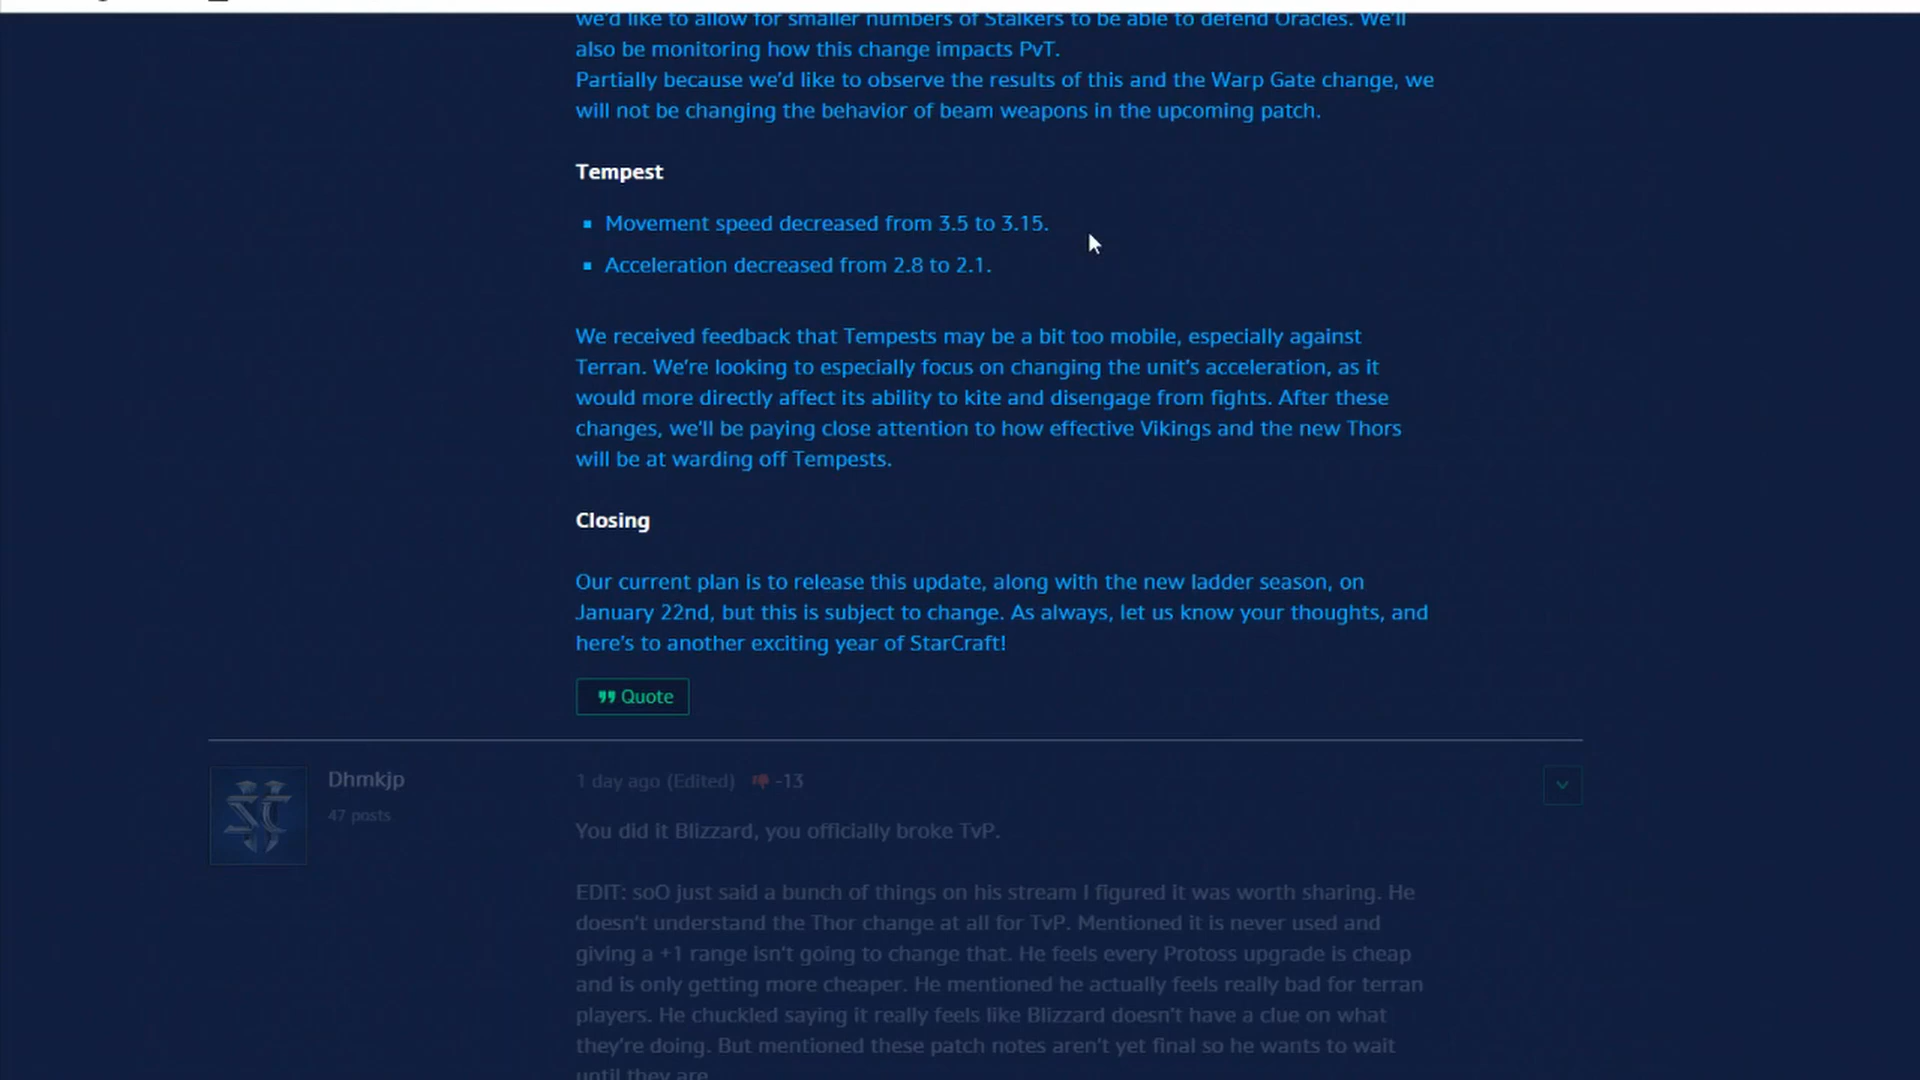 we'd like to allow for smaller numbers of Stalkers to be able to defend Oracles. We'll
also be monitoring how this change impacts PvT.
Partially because we'd like to observe the results of this and the Warp Gate change, we
will not be changing the behavior of beam weapons in the upcoming patch.
Tempest
Movement speed decreased from 3.5 to 3.15.
Acceleration decreased from 2.8 to 2.1.
We received feedback that Tempests may be a bit too mobile, especially against
Terran. We're looking to especially focus on changing the unit's acceleration, as it
would more directly affect its ability to kite and disengage from fights. After these
changes, we'll be paying close attention to how effective Vikings and the new Thors
will be at warding off Tempests.
Closing
Our current plan is to release this update, along with the new ladder season, on
January 22nd, but this is subject to change. As always, let us know your thoughts, and
here's to another exciting year of StarCraft!
Quote
Dhmkjp
47 posts
1 day ago (Edited) -13
You did it Blizzard, you officially broke TvP.
EDIT: soO just said a bunch of things on his stream I figured it was worth sharing. He
doesn't understand the Thor change at all for TvP. Mentioned it is never used and
giving a +1 range isn't going to change that. He feels every Protoss upgrade is cheap
and is only getting more cheaper. He mentioned he actually feels really bad for terran
players. He chuckled saying it really feels like Blizzard doesn't have a clue on what
they're doing. But mentioned these patch notes aren't yet final so he wants to wait
until they are